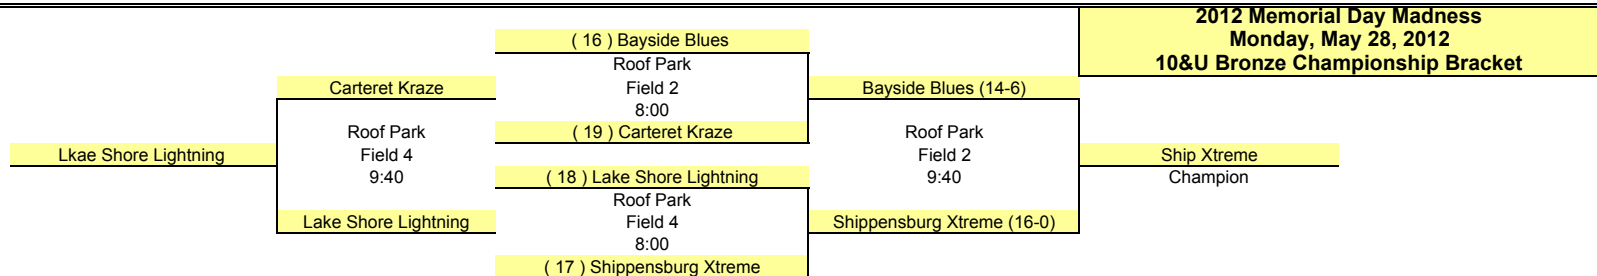 2012 Memorial Day Madness
( 16 ) Bayside Blues Monday, May 28, 2012
Roof Park 10&U Bronze Championship Bracket
Carteret Kraze Field 2 Bayside Blues (14-6)
8:00
Roof Park ( 19 ) Carteret Kraze Roof Park
Lkae Shore Lightning Field 4 Field 2 Ship Xtreme
9:40 ( 18 ) Lake Shore Lightning 9:40 Champion
Roof Park
Lake Shore Lightning Field 4 Shippensburg Xtreme (16-0)
8:00
( 17 ) Shippensburg Xtreme